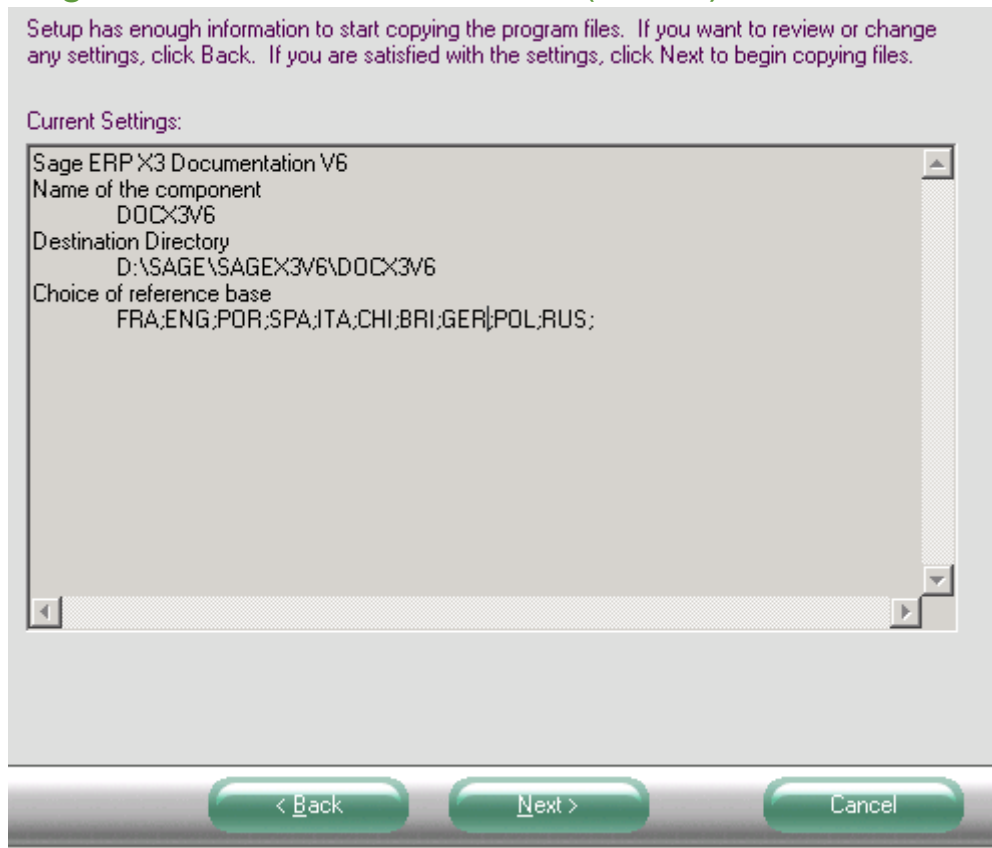 Setup has enough information to start copying the program files.  If you want to review or change
any settings, click Back.  If you are satisfied with the settings, click Next to begin copying files.
Current Settings:
Sage ERP X3 Documentation V6
Name of the component
DOCX3V6
Destination Directory
D:\SAGE\SAGEX3V6\DOCX3V6
Choice of reference base
FRA;ENG;POR;SPA;ITA;CHI;BRI;GER;POL;RUS;
< Back
Next >
Cancel